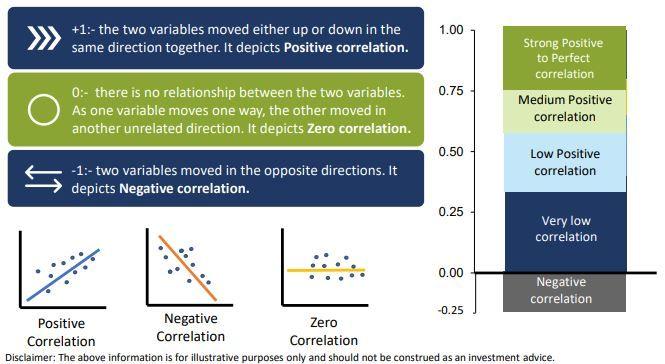 +1:- the two variables moved either up or down in the
same direction together. It depicts Positive correlation.
0:- there is no relationship between the two variables.
As one variable moves one way, the other moved in
another unrelated direction. It depicts Zero correlation.
-1:- two variables moved in the opposite directions. It
depicts Negative correlation.
Positive
Correlation
Negative
Correlation
Zero
Correlation
1.00
0.75
0.50
0.25
0.00
-0.25
Strong Positive
to Perfect
correlation
Medium Positive
correlation
Low Positive
correlation
Very low
correlation
Negative
correlation
Disclaimer: The above information is for illustrative purposes only and should not be construed as an investment advice.